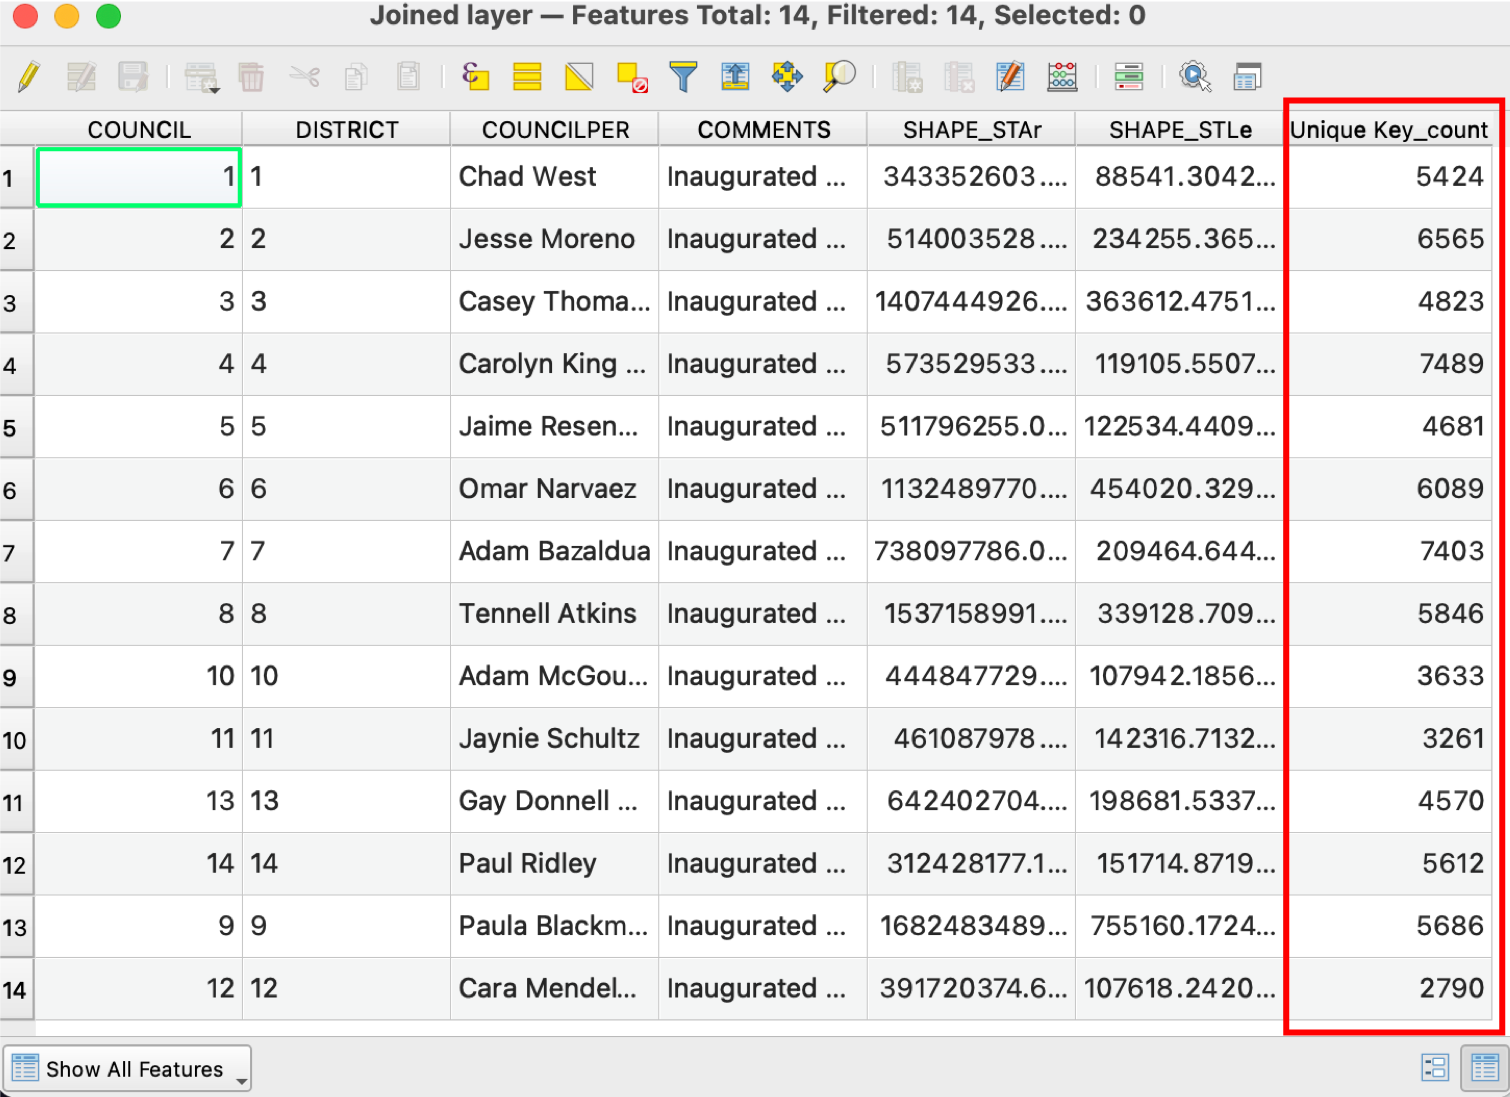 Joined layer — Features Total: 14, Filtered: 14, Selected: 0
COUNCIL DISTRICT COUNCILPER COMMENTS SHAPE_STAr SHAPE_STLe Unique Key_count
1 1 1 Chad West Inaugurated ... 343352603.... 88541.3042... 5424
2 2 2 Jesse Moreno Inaugurated ... 514003528.... 234255.365... 6565
3 3 3 Casey Thoma... Inaugurated ... 1407444926.... 363612.4751... 4823
4 4 4 Carolyn King ... Inaugurated ... 573529533.... 119105.5507... 7489
5 5 5 Jaime Resen... Inaugurated ... 511796255.0... 122534.4409... 4681
6 6 6 Omar Narvaez Inaugurated ... 1132489770.... 454020.329... 6089
7 7 7 Adam Bazaldua Inaugurated ... 738097786.0... 209464.644... 7403
8 8 8 Tennell Atkins Inaugurated ... 1537158991.... 339128.709... 5846
9 10 10 Adam McGou... Inaugurated ... 444847729.... 107942.1856... 3633
10 11 11 Jaynie Schultz Inaugurated ... 461087978.... 142316.7132... 3261
11 13 13 Gay Donnell ... Inaugurated ... 642402704.... 198681.5337... 4570
12 14 14 Paul Ridley Inaugurated ... 312428177.1... 151714.8719... 5612
13 9 9 Paula Blackm... Inaugurated ... 1682483489... 755160.1724... 5686
14 12 12 Cara Mendel... Inaugurated ... 391720374.6... 107618.2420... 2790
Show All Features